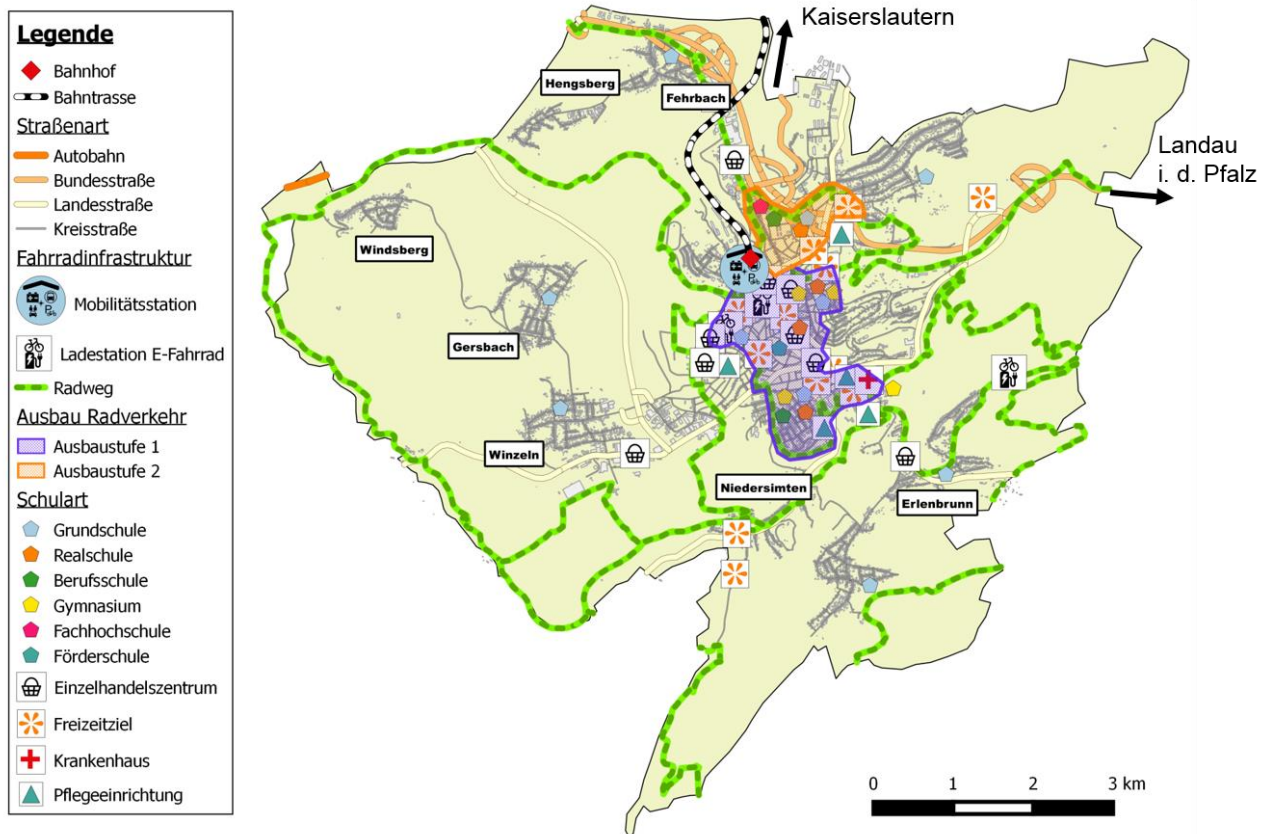 Legende
Bahnhof
Bahntrasse
Straßenart
Autobahn
Bundesstraße
Landesstraße
Kreisstraße
Fahrradinfrastruktur
Mobilitätsstation
Ladestation E-Fahrrad
Radweg
Ausbau Radverkehr
Ausbaustufe 1
Ausbaustufe 2
Schulart
Grundschule
Realschule
Berufsschule
Gymnasium
Fachhochschule
Förderschule
Einzelhandelszentrum
Freizeitziel
Krankenhaus
Pflegeeinrichtung
Kaiserslautern
Hengsberg
Fehrbach
Landau
i. d. Pfalz
Windsberg
Gersbach
Winzeln
Niedersimten
Erlenbrunn
0 1 2 3 km